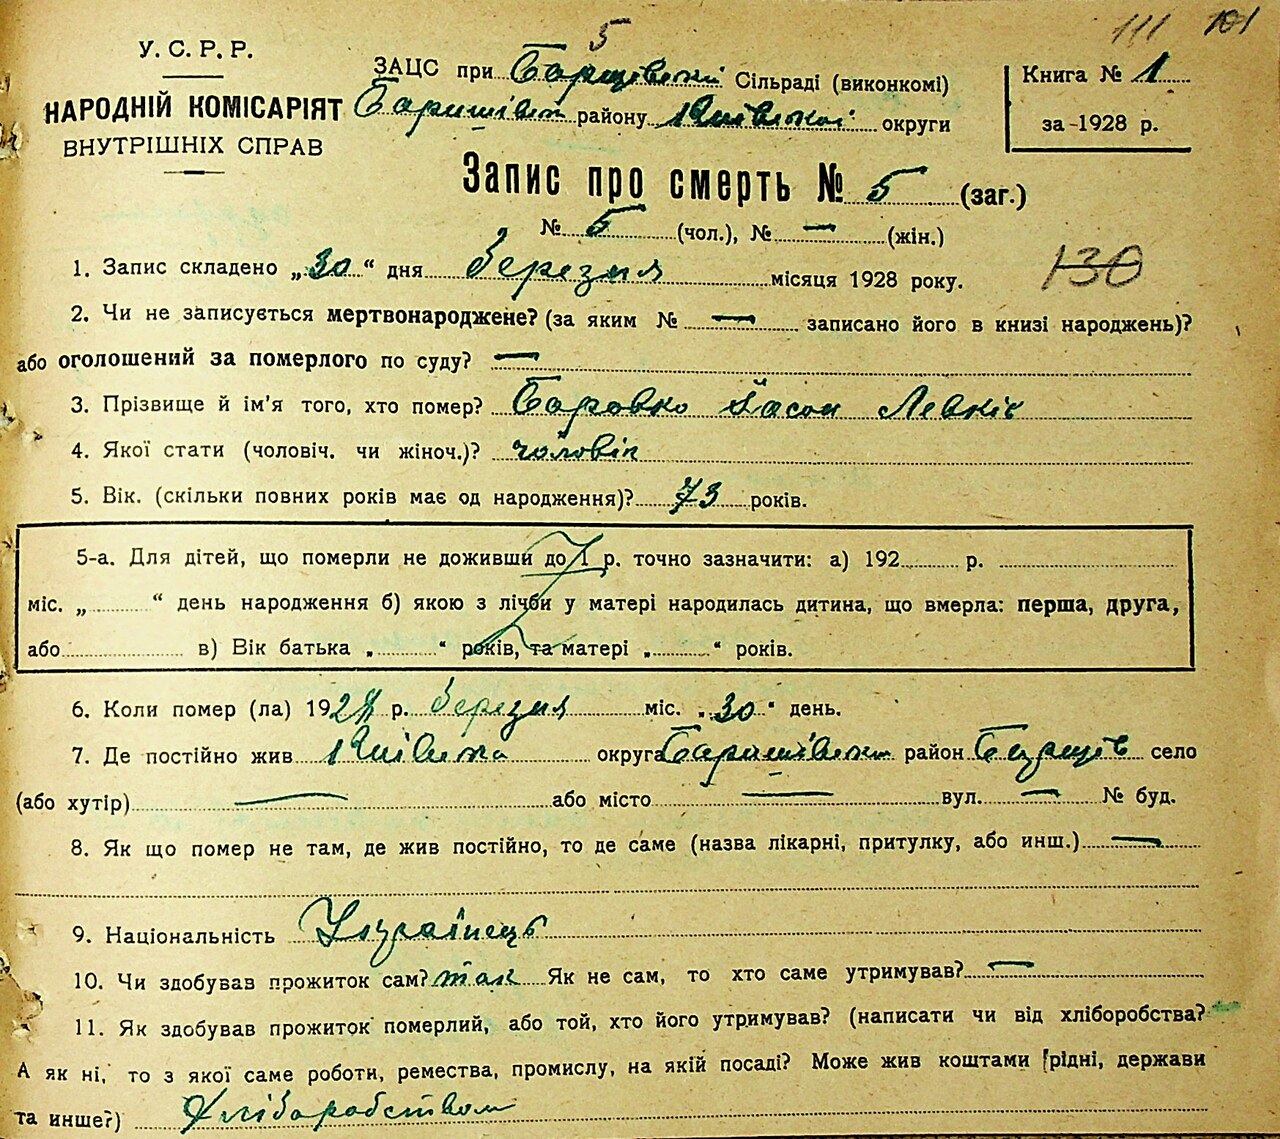 5
111 101
У. С. Р. Р.
НАРОДНІЙ КОМІСАРІЯТ
ВНУТРІШНІХ СПРАВ
ЗАЦС при Борщівській Сільраді (виконкомі)
Баришівськ району Київської округи
Книга № 1
за 1928 р.
Запис про смерть № 5 (заг.)
№ 5 (чол.), № — (жін.)
1. Запис складено „30“ дня березня місяця 1928 року.
130
2. Чи не записується мертвонароджене? (за яким № — записано його в книзі народжень)?
або оголошений за померлого по суду? —
3. Прізвище й ім'я того, хто помер? Боровко Левків
4. Якої стати (чоловіч. чи жіноч.)? чоловік
5. Вік. (скільки повних років має од народження)? 73 років.
5-а. Для дітей, що померли не доживши до 1 р. точно зазначити: а) 192 р.
міс. „ “ день народження б) якою з лічби у матері народилась дитина, що вмерла: перша, друга,
або в) Вік батька „ “ років, та матері „ “ років.
6. Коли помер (ла) 1928 р. березня міс. „30“ день.
7. Де постійно жив Київська округа Баришівськ район Борщів село
(або хутір) — або місто — вул. — № буд.
8. Як що помер не там, де жив постійно, то де саме (назва лікарні, притулку, або инш.) —
9. Національність Українець
10. Чи здобував прожиток сам? так Як не сам, то хто саме утримував? —
11. Як здобував прожиток померлий, або той, хто його утримував? (написати чи від хліборобства?
А як ні, то з якої саме роботи, ремества, промислу, на якій посаді? Може жив коштами рідні, держави
та инше?) Хліборобством